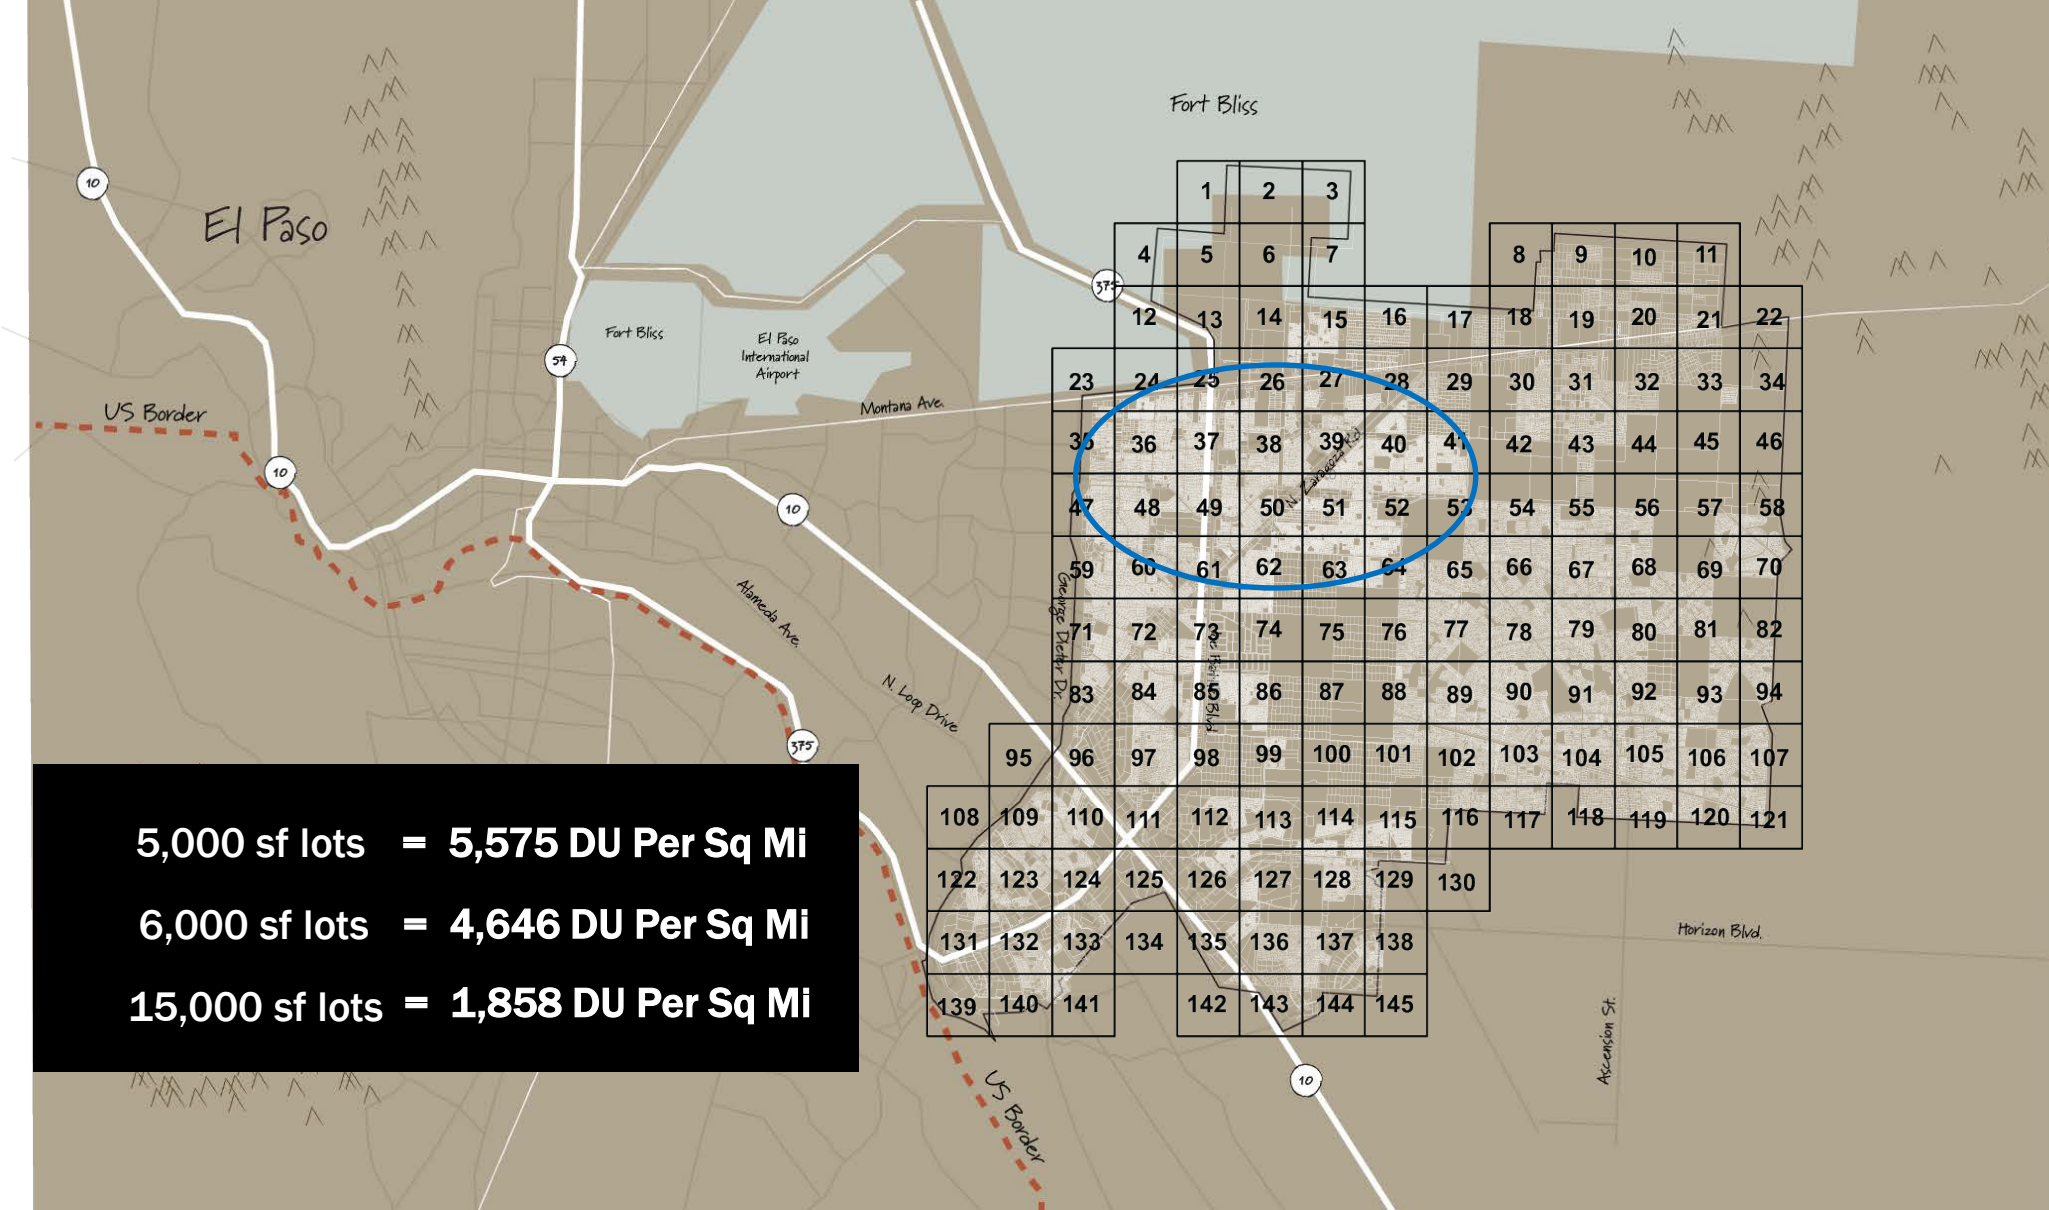 Fort Bliss
10
El Paso
1 2 3
4 5 6 7 8 9 10 11
375
12 13 14 15 16 17 18 19 20 21 22
Fort Bliss
El Paso
International
Airport
54
23 24 25 26 27 28 29 30 31 32 33 34
US Border
Montana Ave.
35 36 37 38 39 40 41 42 43 44 45 46
N. Zaragoza Rd
10
10
47 48 49 50 51 52 53 54 55 56 57 58
59 60 61 62 63 64 65 66 67 68 69 70
Alameda Ave.
George Dieter Dr.
71 72 73 74 75 76 77 78 79 80 81 82
N. Loop Drive
83 84 85 86 87 88 89 90 91 92 93 94
Blvd
375
95 96 97 98 99 100 101 102 103 104 105 106 107
108 109 110 111 112 113 114 115 116 117 118 119 120 121
5,000 sf lots = 5,575 DU Per Sq Mi
122 123 124 125 126 127 128 129 130
6,000 sf lots = 4,646 DU Per Sq Mi
131 132 133 134 135 136 137 138
Horizon Blvd.
15,000 sf lots = 1,858 DU Per Sq Mi
139 140 141 142 143 144 145
Ascension St.
10
US Border